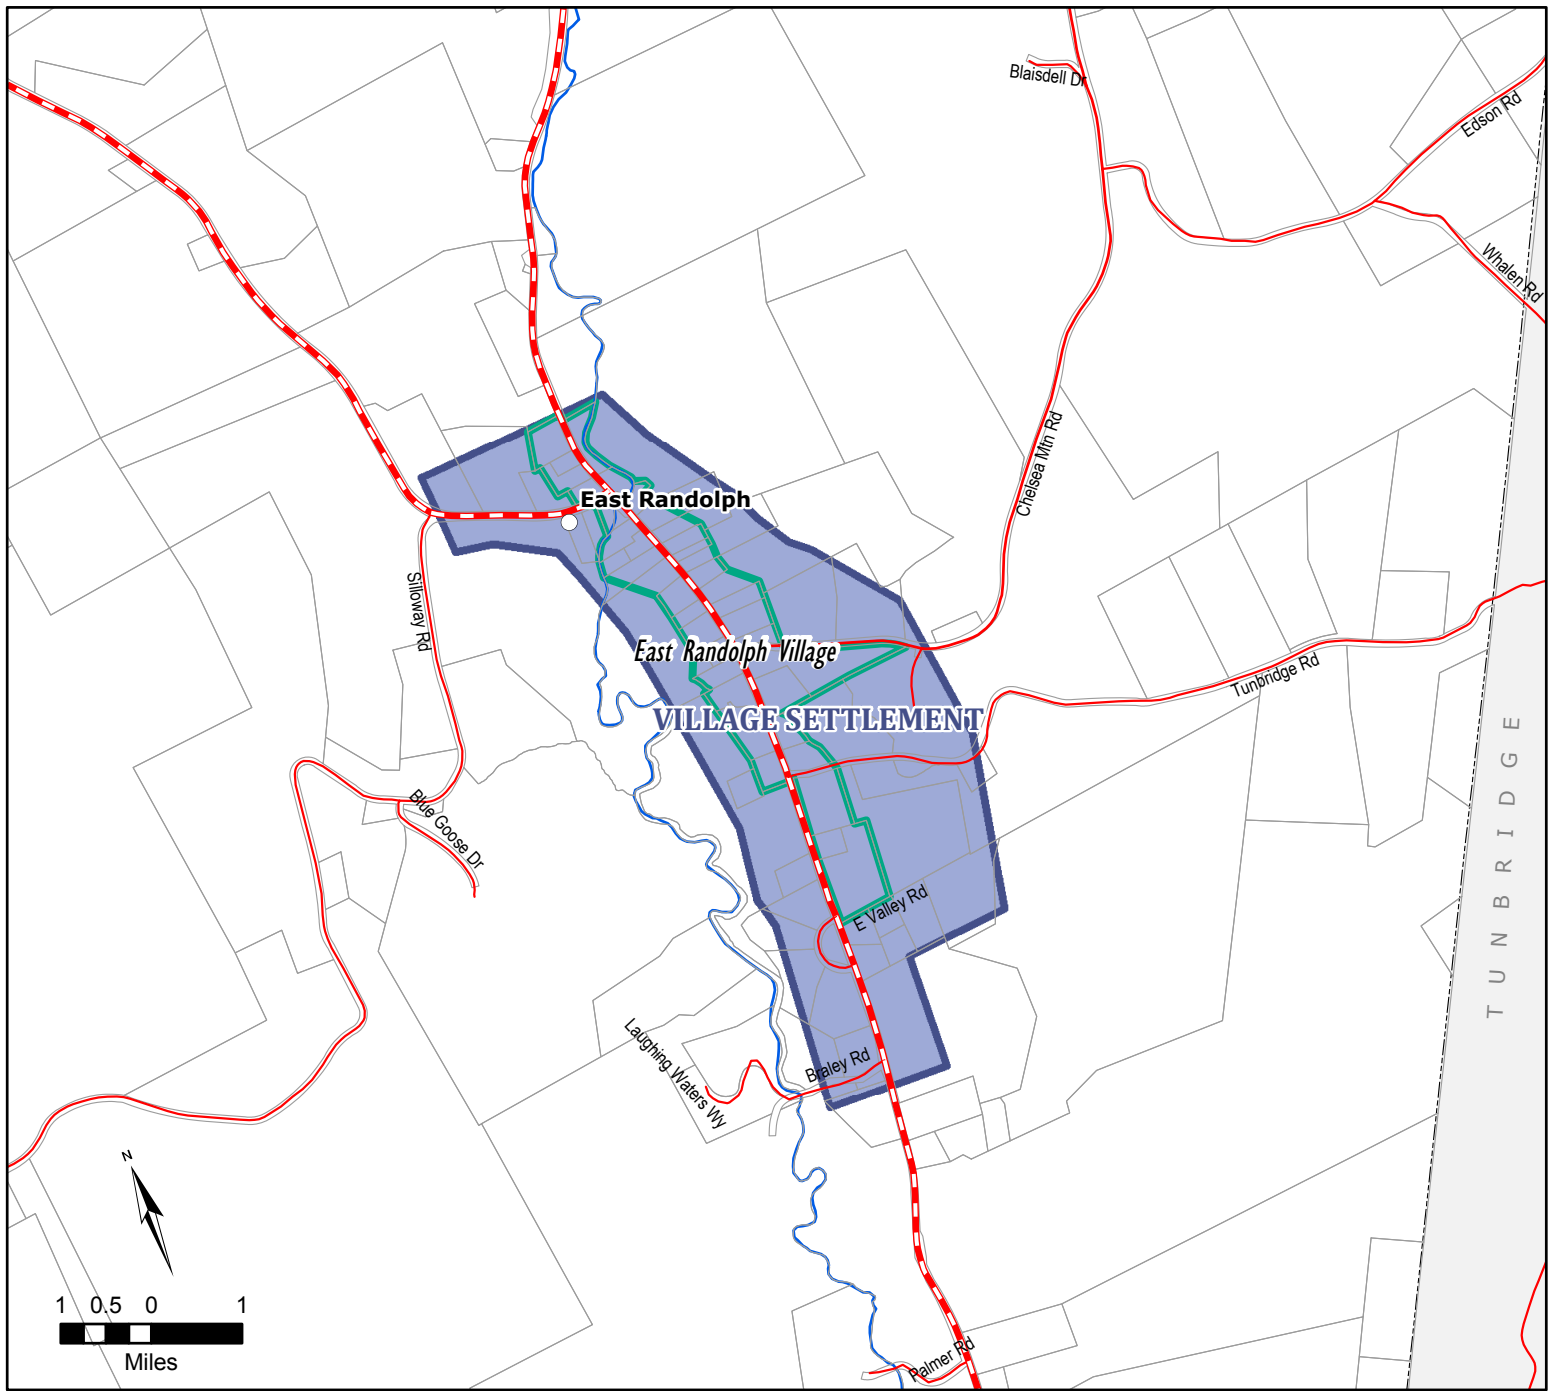 Blaisdell Dr
Edson Rd
Whalen Rd
Chelsea Mtn Rd
East Randolph
Silloway Rd
East Randolph Village
Tunbridge Rd
VILLAGE SETTLEMENT
TUNBRIDGE
Blue Goose Dr
E Valley Rd
Laughing Waters Wy
Braley Rd
N
1 0.5 0 1
Miles
Palmer Rd